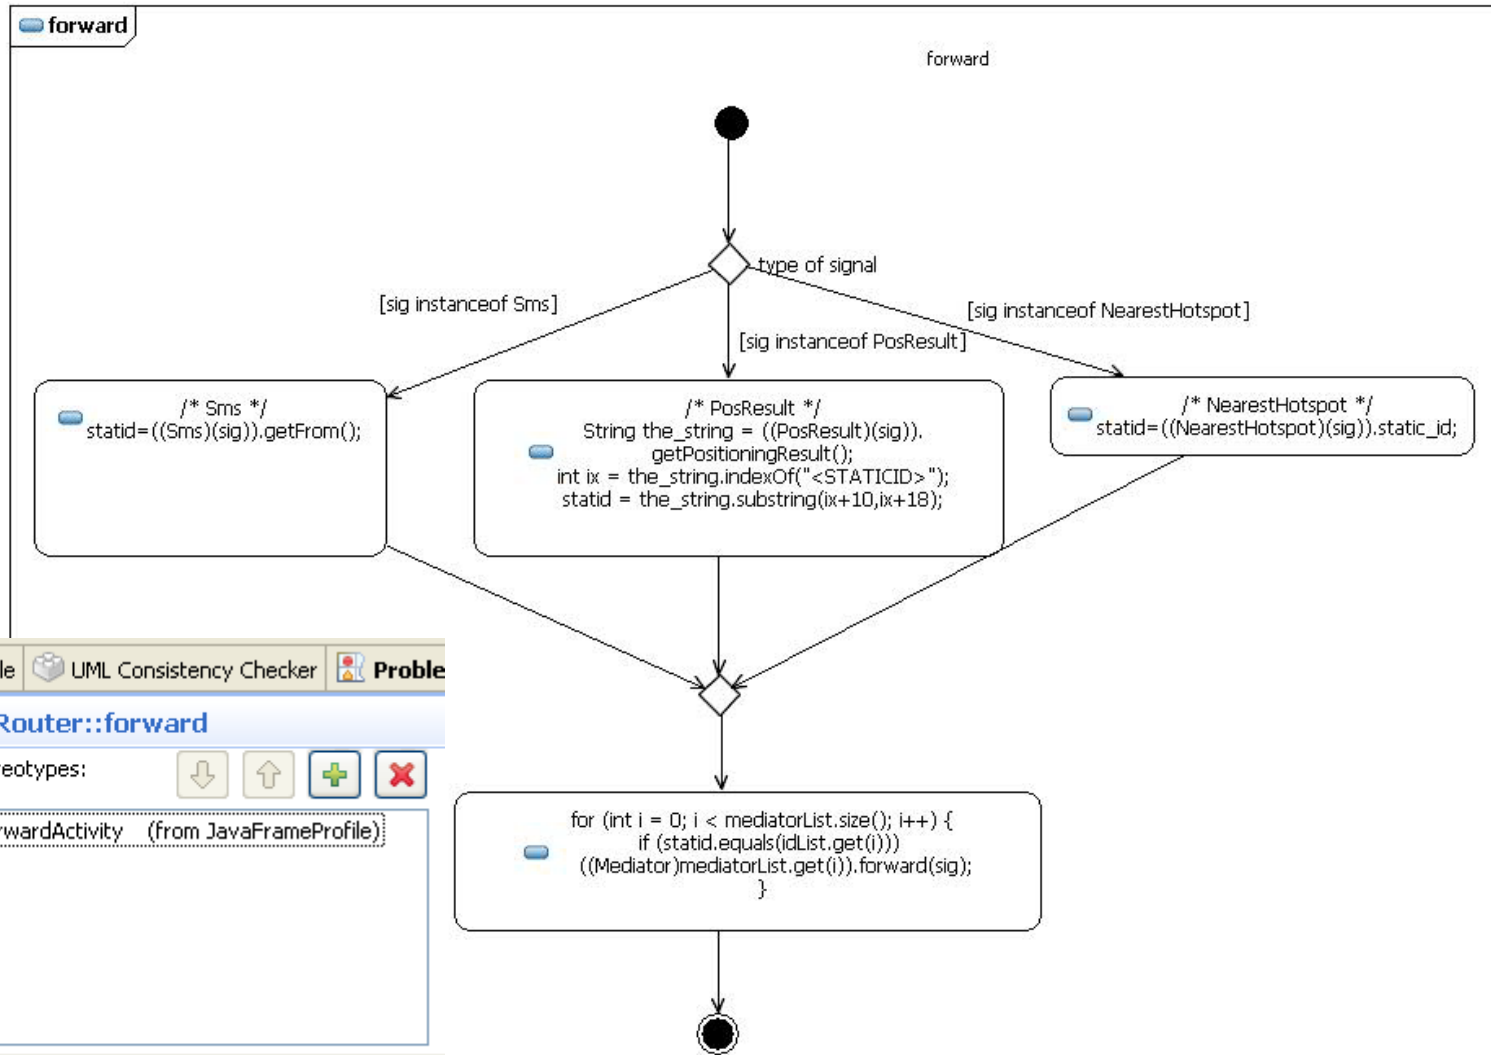 forward
forward
type of signal
[sig instanceof Sms]
[sig instanceof NearestHotspot]
[sig instanceof PosResult]
/* Sms */
statid=((Sms)(sig)).getFrom();
/* PosResult */
String the_string = ((PosResult)(sig)).
getPositioningResult();
int ix = the_string.indexOf("<STATICID>");
statid = the_string.substring(ix+10,ix+18);
/* NearestHotspot */
statid=((NearestHotspot)(sig)).static_id;
le UML Consistency Checker Proble
Router::forward
eotypes:
rwardActivity (from JavaFrameProfile)
for (int i = 0; i < mediatorList.size(); i++) {
if (statid.equals(idList.get(i)))
((Mediator)mediatorList.get(i)).forward(sig);
}